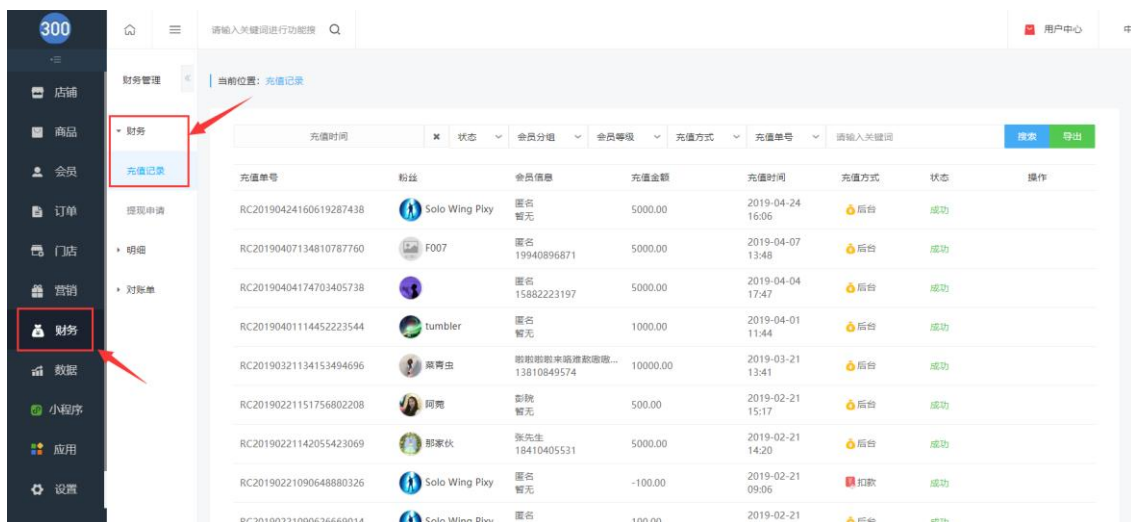 300
请输入关键词进行功能搜
用户中心
中
店铺
商品
会员
订单
门店
营销
财务
数据
小程序
应用
设置
财务管理
财务
充值记录
提现申请
明细
对账单
当前位置：充值记录
充值时间 状态 会员分组 会员等级 充值方式 充值单号 请输入关键词 搜索 导出
充值单号 粉丝 会员信息 充值金额 充值时间 充值方式 状态 操作
RC20190424160619287438 Solo Wing Pixy 匿名 5000.00 2019-04-24 后台 成功
暂无 16:06
RC20190407134810787760 F007 匿名 5000.00 2019-04-07 后台 成功
19940896871 13:48
RC20190404174703405738 匿名 5000.00 2019-04-04 后台 成功
15882223197 17:47
RC20190401114452223544 tumbler 匿名 1000.00 2019-04-01 后台 成功
暂无 11:44
RC20190321134153494696 菜青虫 10000.00 2019-03-21 后台 成功
13810849574 13:41
RC20190221151756802208 阿莞 500.00 2019-02-21 后台 成功
暂无 15:17
RC20190221142055423069 那家伙 张先生 5000.00 2019-02-21 后台 成功
18410405531 14:20
RC20190221090648880326 Solo Wing Pixy 匿名 -100.00 2019-02-21 扣款 成功
暂无 09:06
RC20190221090626669014 Solo Wing Pixy 匿名 100.00 2019-02-21 后台 成功